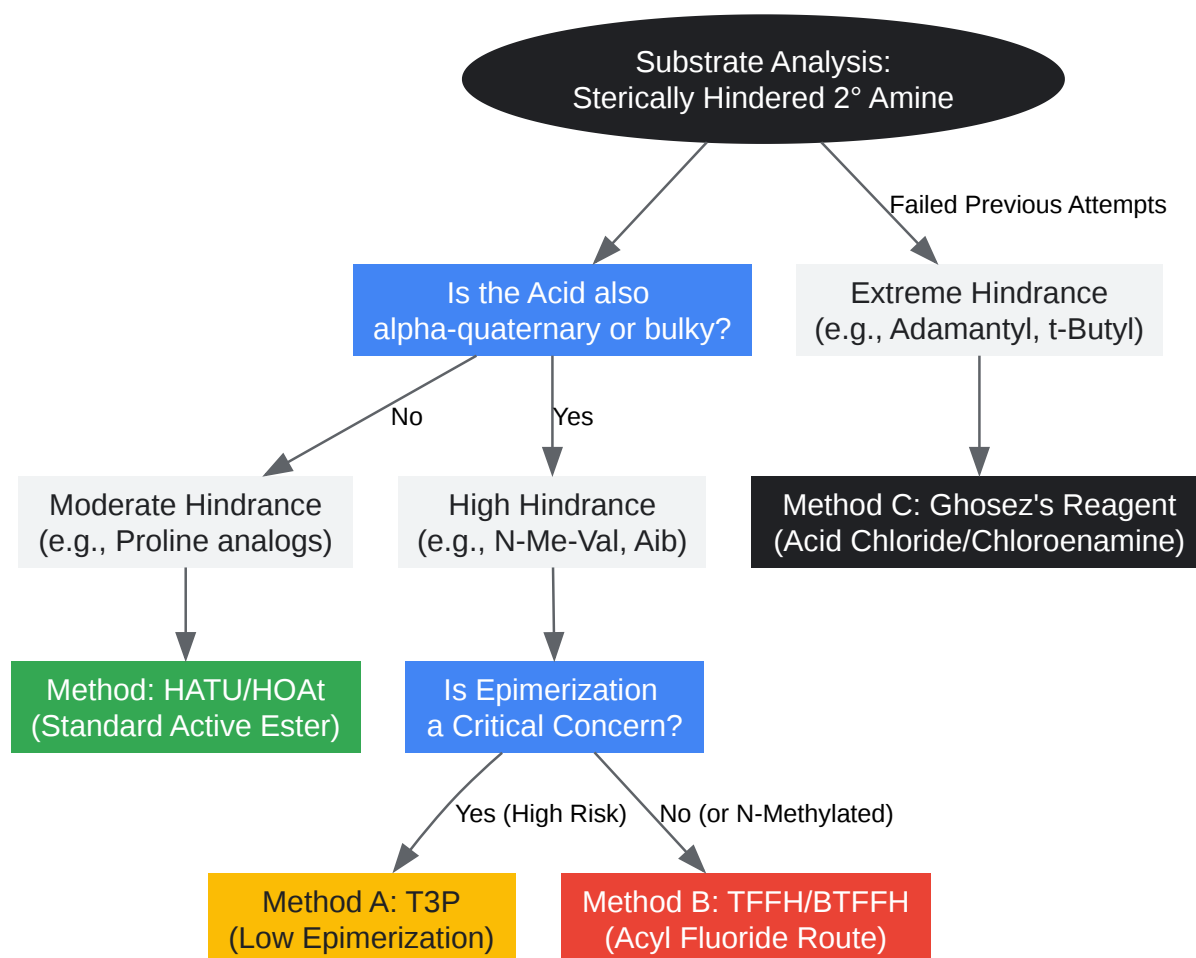 Substrate Analysis:
Sterically Hindered 2° Amine
Failed Previous Attempts
Is the Acid also
alpha-quaternary or bulky?
Extreme Hindrance
(e.g., Adamantyl, t-Butyl)
No
Yes
Moderate Hindrance
(e.g., Proline analogs)
High Hindrance
(e.g., N-Me-Val, Aib)
Method C: Ghosez's Reagent
(Acid Chloride/Chloroenamine)
Method: HATU/HOAt
(Standard Active Ester)
Is Epimerization
a Critical Concern?
Yes (High Risk)
No (or N-Methylated)
Method A: T3P
(Low Epimerization)
Method B: TFFH/BTFFH
(Acyl Fluoride Route)